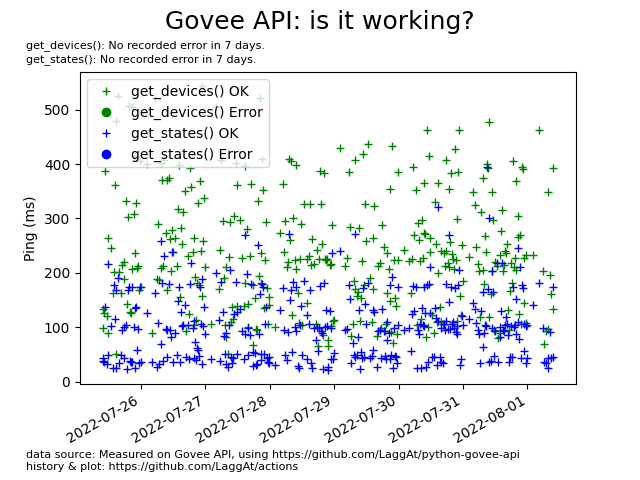 Govee API: is it working?
get_devices(): No recorded error in 7 days.
get_states(): No recorded error in 7 days.
get_devices() OK
get_devices() Error
get_states() OK
get_states() Error
Ping (ms)
500
400
300
200
100
0
2022-07-26
2022-07-27
2022-07-28
2022-07-29
2022-07-30
2022-07-31
2022-08-01
data source: Measured on Govee API, using https://github.com/LaggAt/python-govee-api
history & plot: https://github.com/LaggAt/actions